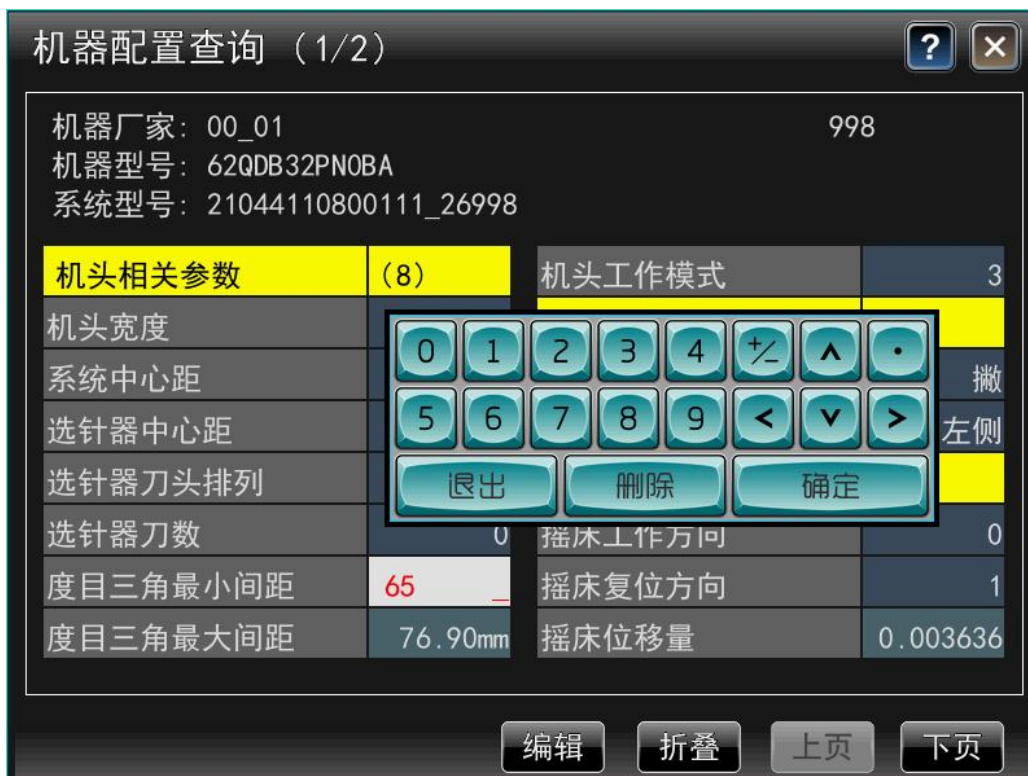 机器配置查询 (1/2) ? ×
机器厂家: 00_01 998
机器型号: 62QDB32PNOBA
系统型号: 21044110800111_26998
机头相关参数 (8) 机头工作模式 3
机头宽度
0 1 2 3 4 +/- ∧ ·
系统中心距 撇
选针器中心距 左侧
5 6 7 8 9 < ∨ >
选针器刀头排列
退出 删除 确定
选针器刀数 0 摇床工作方向 0
度目三角最小间距 65 _ 摇床复位方向 1
度目三角最大间距 76.90mm 摇床位移量 0.003636
编辑 折叠 上页 下页